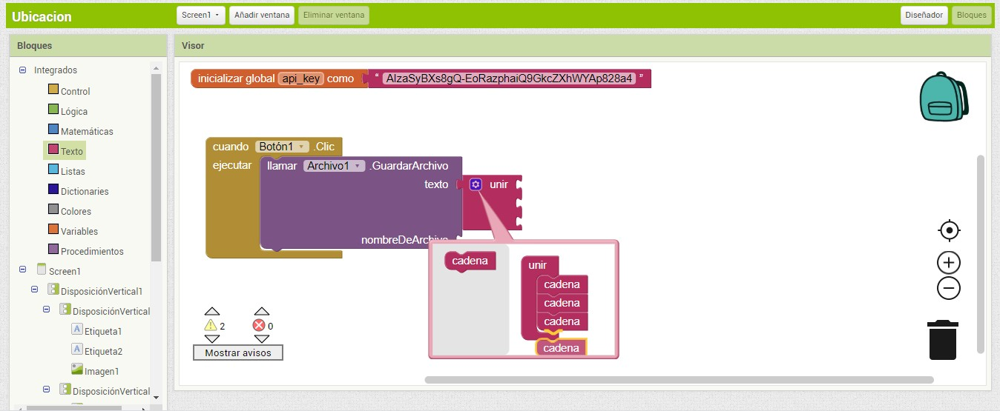 Ubicacion
Screen1
Añadir ventana
Eliminar ventana
Diseñador
Bloques
Bloques
Integrados
Control
Lógica
Matemáticas
Texto
Listas
Dictionaries
Colores
Variables
Procedimientos
Screen1
DisposiciónVertical1
DisposiciónVertical
Etiqueta1
Etiqueta2
Imagen1
DisposiciónVertical
Visor
inicializar global api_key como " AIzaSyBXs8gQ-EoRazphaiQ9GkcZXhWYAp828a4 "
cuando Botón1 .Clic
ejecutar llamar Archivo1 .GuardarArchivo
texto unir
nombreDeArchivo
cadena
unir
cadena
cadena
cadena
cadena
2
0
Mostrar avisos